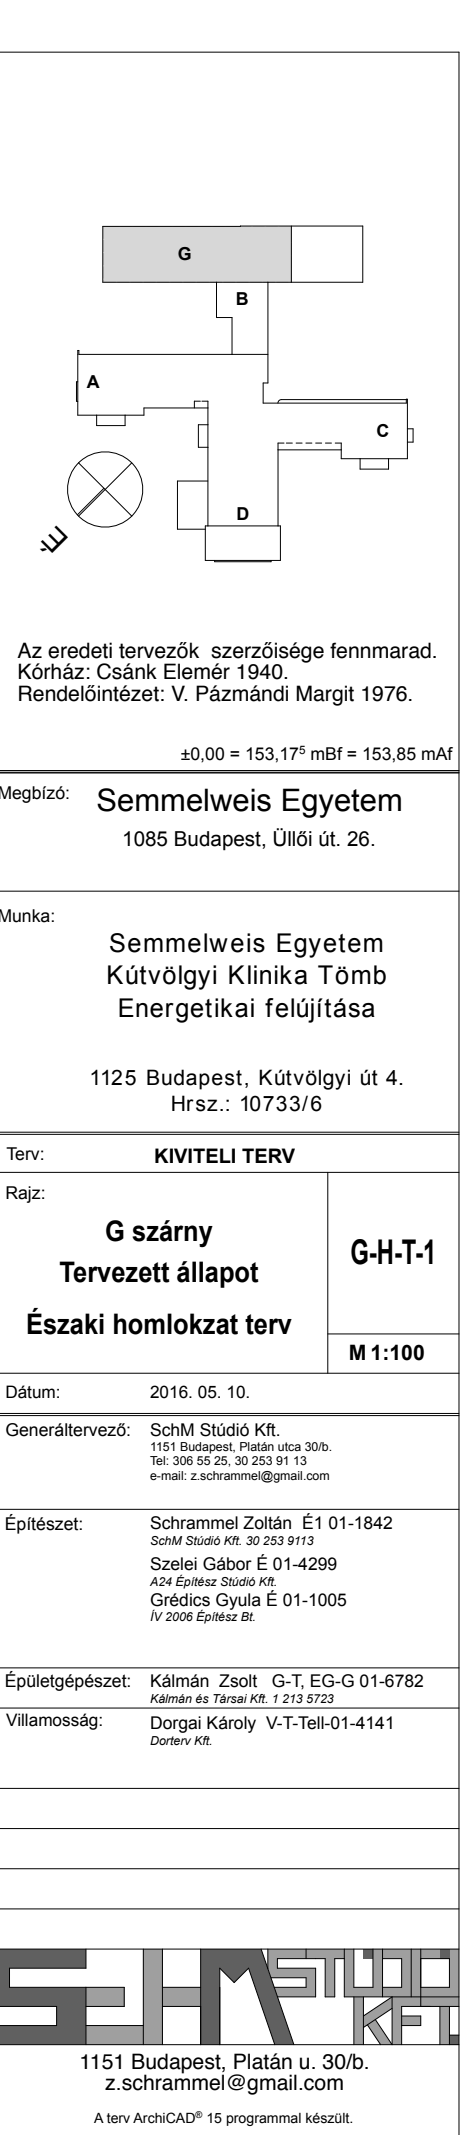 G
B
A
C
D
É
Az eredeti tervezők szerzőisége fennmarad.
Kórház: Csánk Elemér 1940.
Rendelőintézet: V. Pázmándi Margit 1976.
±0,00 = 153,17⁵ mBf = 153,85 mAf
Megbízó: Semmelweis Egyetem
1085 Budapest, Üllői út. 26.
Munka:
Semmelweis Egyetem
Kútvölgyi Klinika Tömb
Energetikai felújítása
1125 Budapest, Kútvölgyi út 4.
Hrsz.: 10733/6
Terv: KIVITELI TERV
Rajz:
G szárny
Tervezett állapot
Északi homlokzat terv
G-H-T-1
M 1:100
Dátum: 2016. 05. 10.
Generáltervező: SchM Stúdió Kft.
1151 Budapest, Platán utca 30/b.
Tel: 306 55 25, 30 253 91 13
e-mail: z.schrammel@gmail.com
Építészet: Schrammel Zoltán É1 01-1842
SchM Stúdió Kft. 30 253 9113
Szelei Gábor É 01-4299
A24 Építész Stúdió Kft.
Grédics Gyula É 01-1005
ÍV 2006 Építész Bt.
Épületgépészet: Kálmán Zsolt G-T, EG-G 01-6782
Kálmán és Társai Kft. 1 213 5723
Villamosság: Dorgai Károly V-T-Tell-01-4141
Dorterv Kft.
SCHM STÚDIÓ
KFT.
1151 Budapest, Platán u. 30/b.
z.schrammel@gmail.com
A terv ArchiCAD® 15 programmal készült.